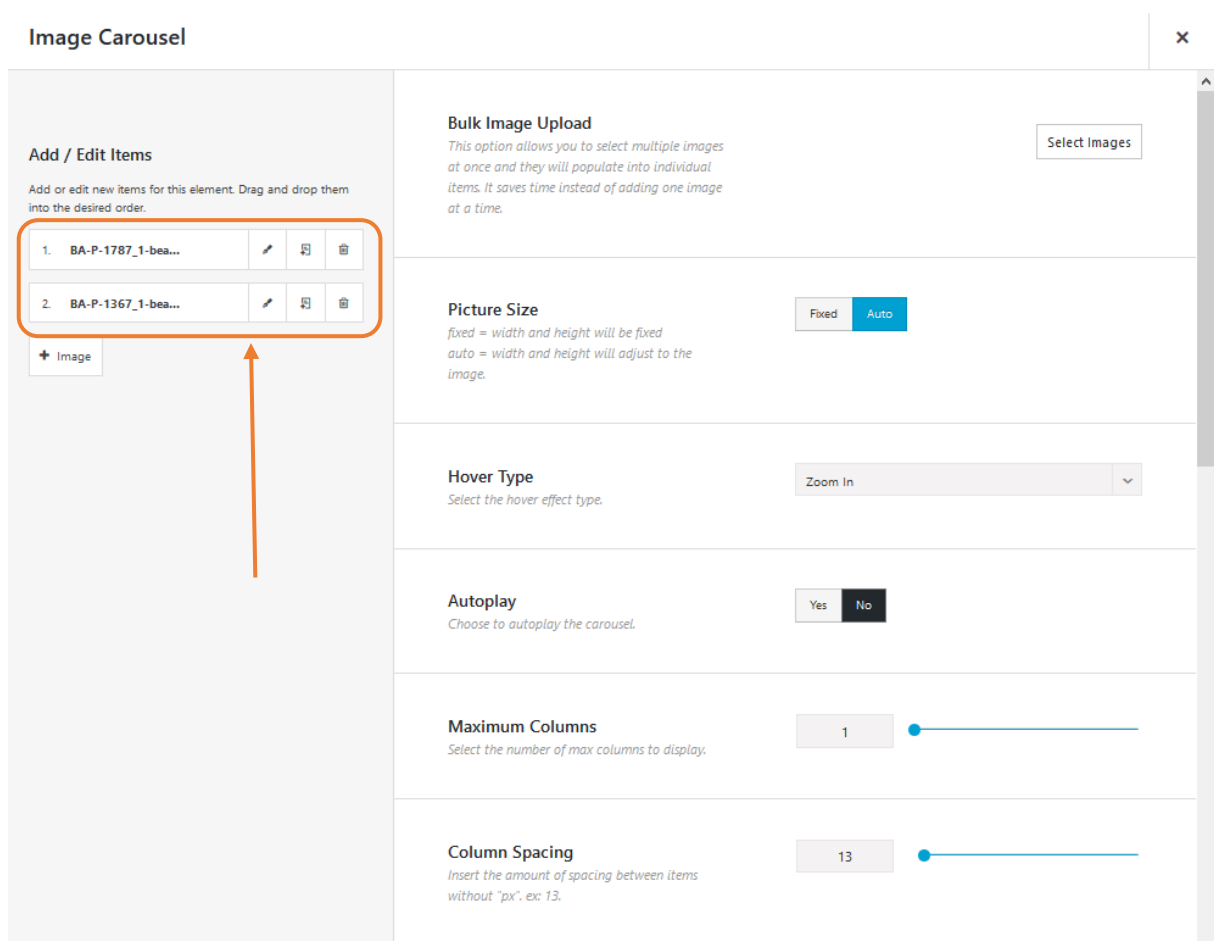 Image Carousel
Add / Edit Items
Add or edit new items for this element. Drag and drop them
into the desired order.
1. BA-P-1787_1-bea...
2. BA-P-1367_1-bea...
+ Image
Bulk Image Upload
This option allows you to select multiple images
at once and they will populate into individual
items. It saves time instead of adding one image
at a time.
Select Images
Picture Size
fixed = width and height will be fixed
auto = width and height will adjust to the
image.
Fixed Auto
Hover Type
Select the hover effect type.
Zoom In
Autoplay
Choose to autoplay the carousel.
Yes No
Maximum Columns
Select the number of max columns to display.
1
Column Spacing
Insert the amount of spacing between items
without "px". ex: 13.
13